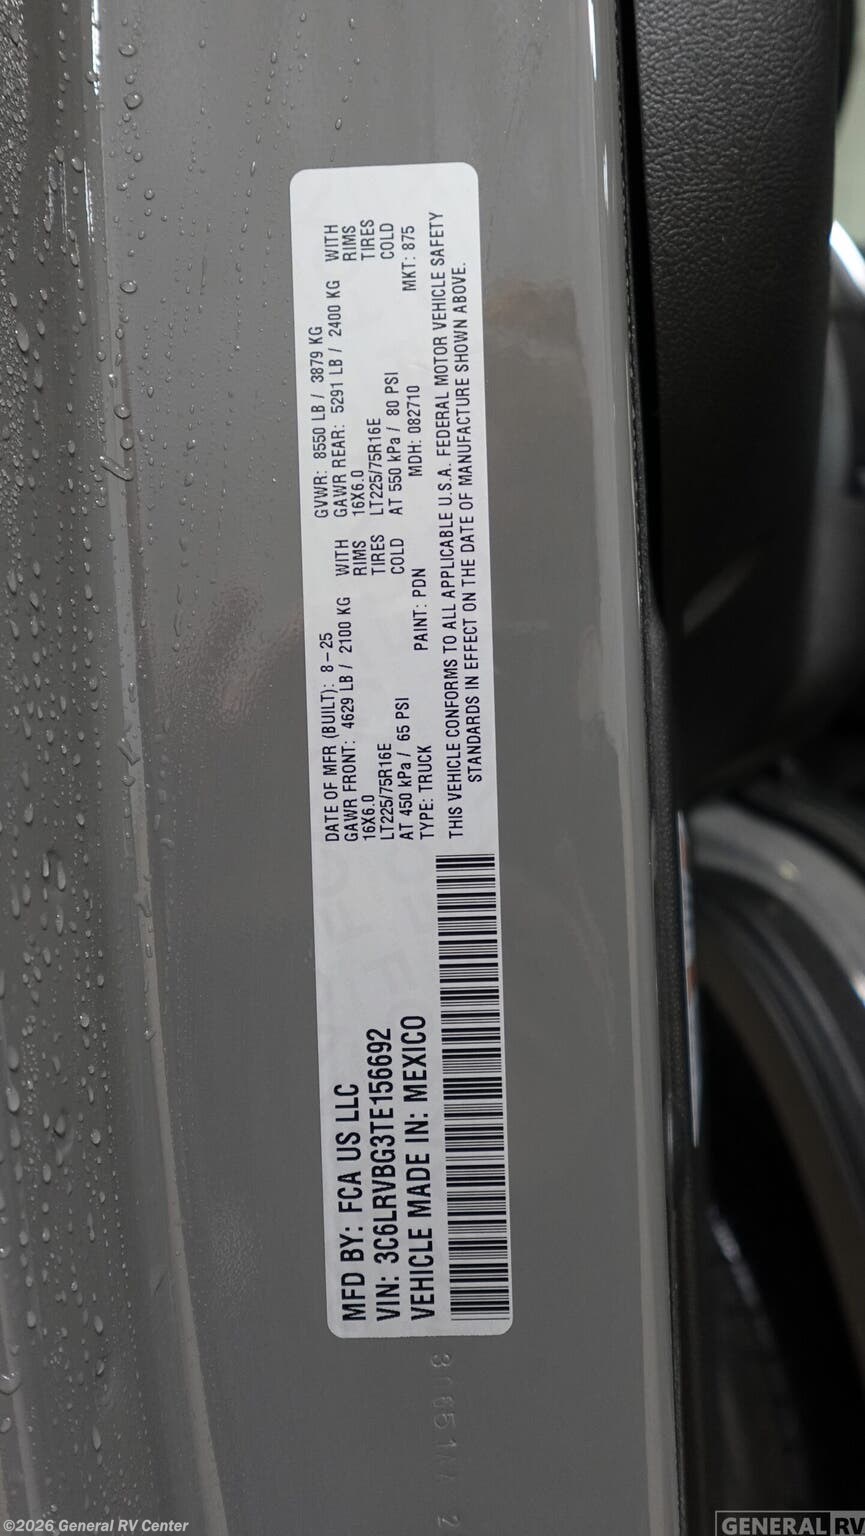 MFD BY: FCA US LLC
VIN: 3C6LRVBG3TE156692
VEHICLE MADE IN: MEXICO
DATE OF MFR (BUILT): 8-25 GVWR: 8550 LB / 3879 KG
GAWR FRONT: 4629 LB / 2100 KG WITH GAWR REAR: 5291 LB / 2400 KG WITH
16X6.0 RIMS 16X6.0 RIMS
LT225/75R16E TIRES LT225/75R16E TIRES
AT 450 kPa / 65 PSI COLD AT 550 kPa / 80 PSI COLD
TYPE: TRUCK PAINT: PDN MDH: 082710 MKT: 875
THIS VEHICLE CONFORMS TO ALL APPLICABLE U.S.A. FEDERAL MOTOR VEHICLE SAFETY
STANDARDS IN EFFECT ON THE DATE OF MANUFACTURE SHOWN ABOVE.
©2026 General RV Center
GENERAL RV